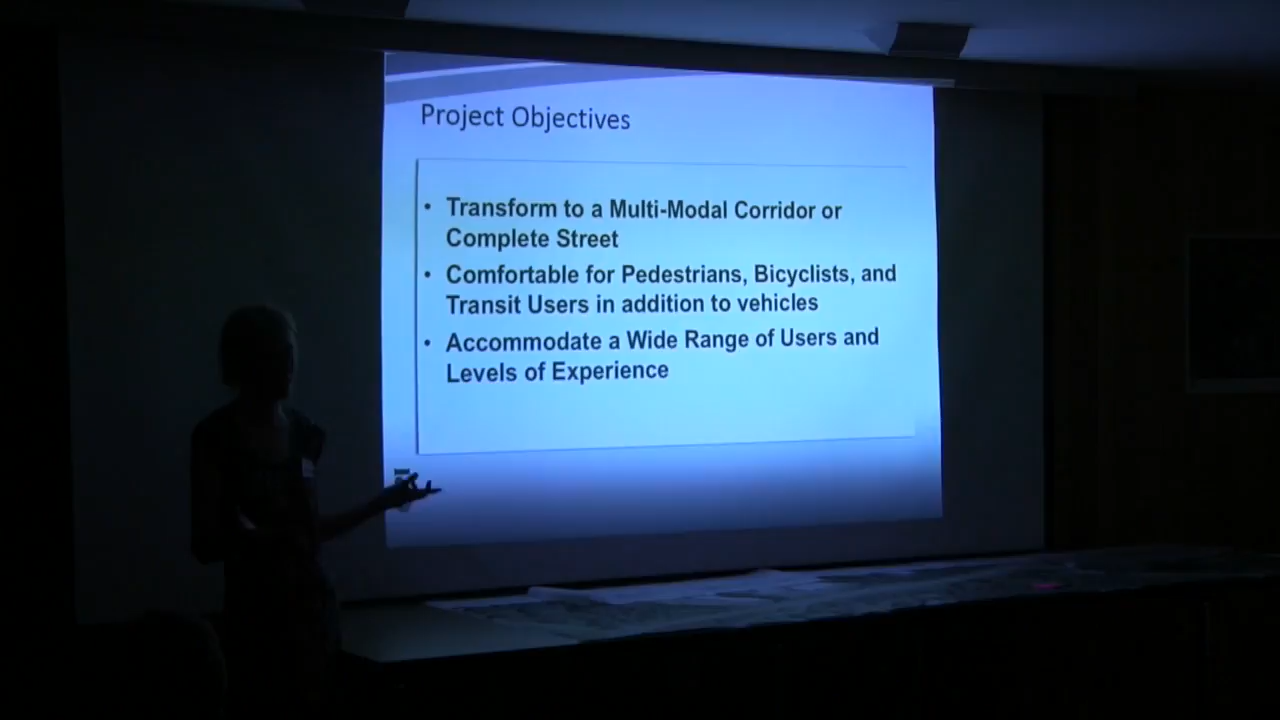 Project Objectives
• Transform to a Multi-Modal Corridor or
Complete Street
• Comfortable for Pedestrians, Bicyclists, and
Transit Users in addition to vehicles
• Accommodate a Wide Range of Users and
Levels of Experience